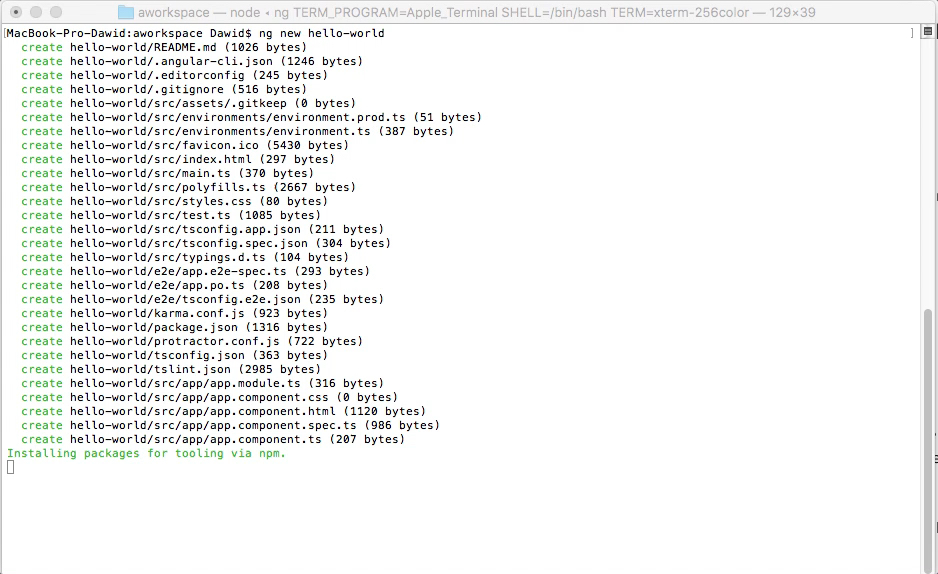 aworkspace — node ◂ ng TERM_PROGRAM=Apple_Terminal SHELL=/bin/bash TERM=xterm-256color — 129×39
[MacBook-Pro-Dawid:aworkspace Dawid$ ng new hello-world ]
create hello-world/README.md (1026 bytes)
create hello-world/.angular-cli.json (1246 bytes)
create hello-world/.editorconfig (245 bytes)
create hello-world/.gitignore (516 bytes)
create hello-world/src/assets/.gitkeep (0 bytes)
create hello-world/src/environments/environment.prod.ts (51 bytes)
create hello-world/src/environments/environment.ts (387 bytes)
create hello-world/src/favicon.ico (5430 bytes)
create hello-world/src/index.html (297 bytes)
create hello-world/src/main.ts (370 bytes)
create hello-world/src/polyfills.ts (2667 bytes)
create hello-world/src/styles.css (80 bytes)
create hello-world/src/test.ts (1085 bytes)
create hello-world/src/tsconfig.app.json (211 bytes)
create hello-world/src/tsconfig.spec.json (304 bytes)
create hello-world/src/typings.d.ts (104 bytes)
create hello-world/e2e/app.e2e-spec.ts (293 bytes)
create hello-world/e2e/app.po.ts (208 bytes)
create hello-world/e2e/tsconfig.e2e.json (235 bytes)
create hello-world/karma.conf.js (923 bytes)
create hello-world/package.json (1316 bytes)
create hello-world/protractor.conf.js (722 bytes)
create hello-world/tsconfig.json (363 bytes)
create hello-world/tslint.json (2985 bytes)
create hello-world/src/app/app.module.ts (316 bytes)
create hello-world/src/app/app.component.css (0 bytes)
create hello-world/src/app/app.component.html (1120 bytes)
create hello-world/src/app/app.component.spec.ts (986 bytes)
create hello-world/src/app/app.component.ts (207 bytes)
Installing packages for tooling via npm.